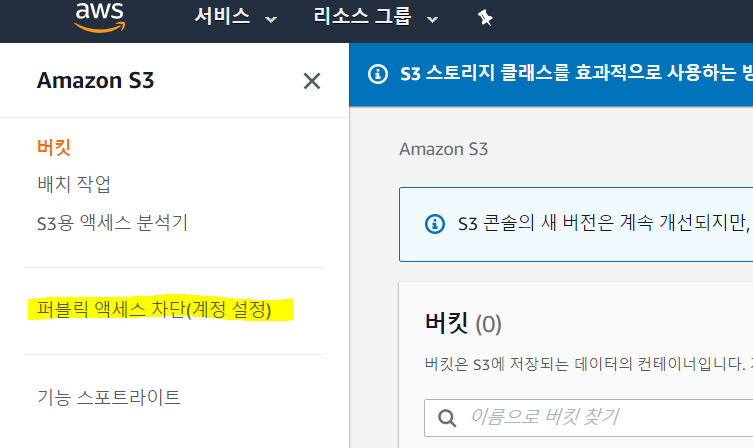 aws 서비스 리소스 그룹
Amazon S3
버킷
배치 작업
S3용 액세스 분석기
퍼블릭 액세스 차단(계정 설정)
기능 스포트라이트
S3 스토리지 클래스를 효과적으로 사용하는
Amazon S3
S3 콘솔의 새 버전은 계속 개선되지만,
버킷 (0)
버킷은 S3에 저장되는 데이터의 컨테이너입니다.
이름으로 버킷 찾기